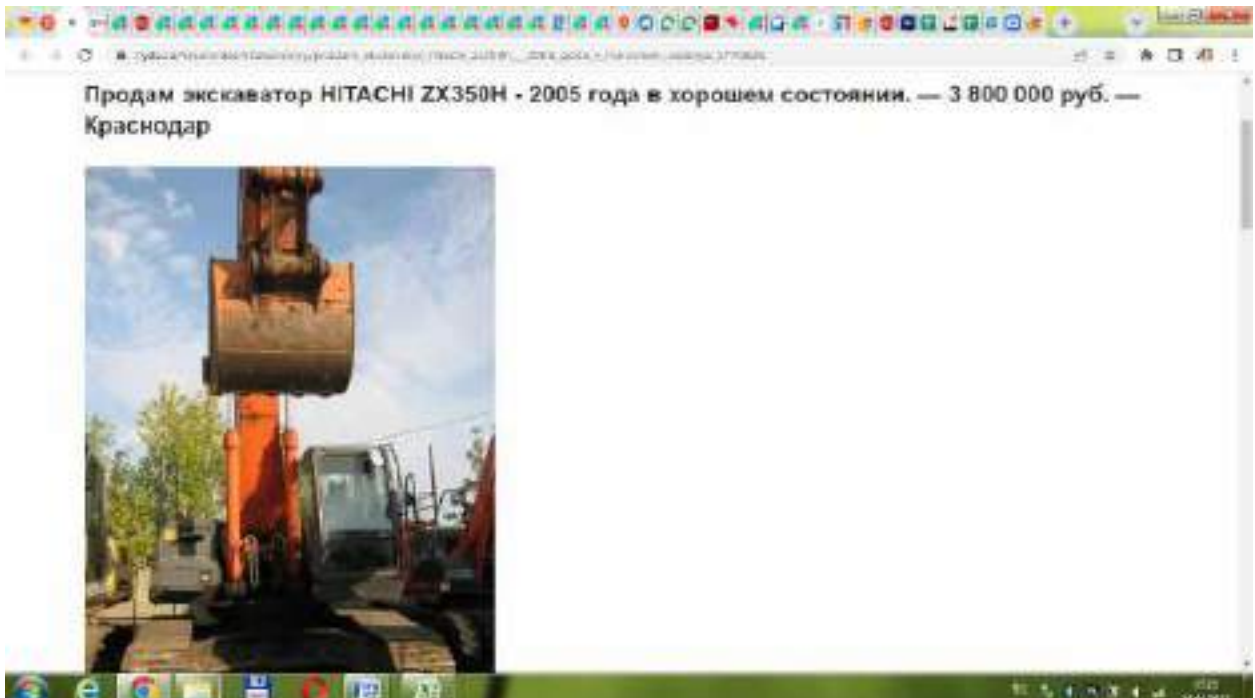 Продам экскаватор HITACHI ZX350H - 2005 года в хорошем состоянии. — 3 800 000 руб. —
Краснодар